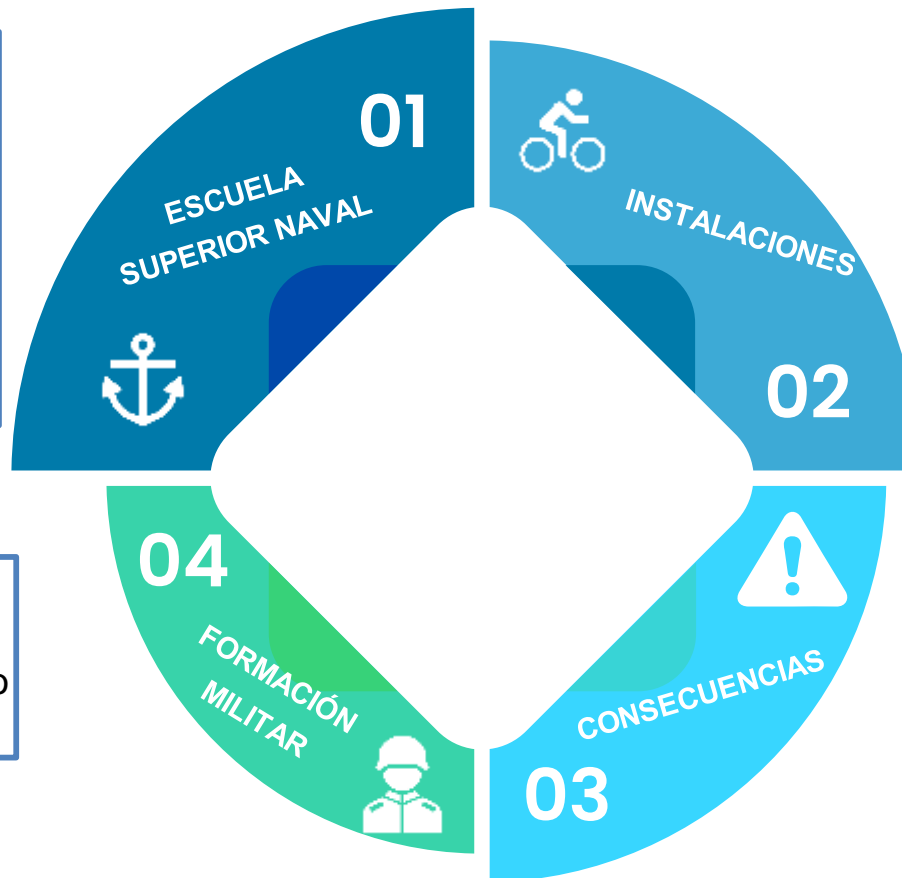 01
ESCUELA
SUPERIOR NAVAL
INSTALACIONES
02
04
FORMACIÓN
MILITAR
CONSECUENCIAS
03